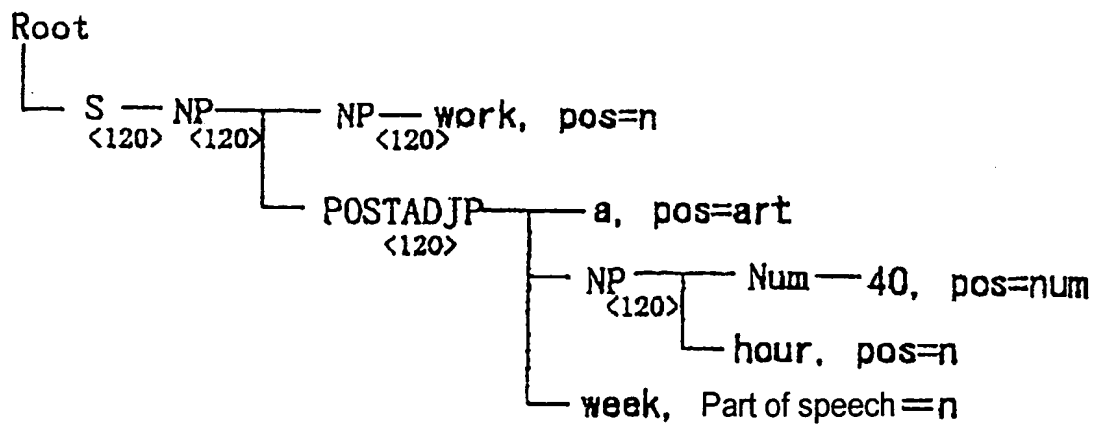 Root
S NP NP work, pos=n
<120> <120> <120>
POSTADJP a, pos=art
<120>
NP Num 40, pos=num
<120>
hour, pos=n
week, Part of speech=n